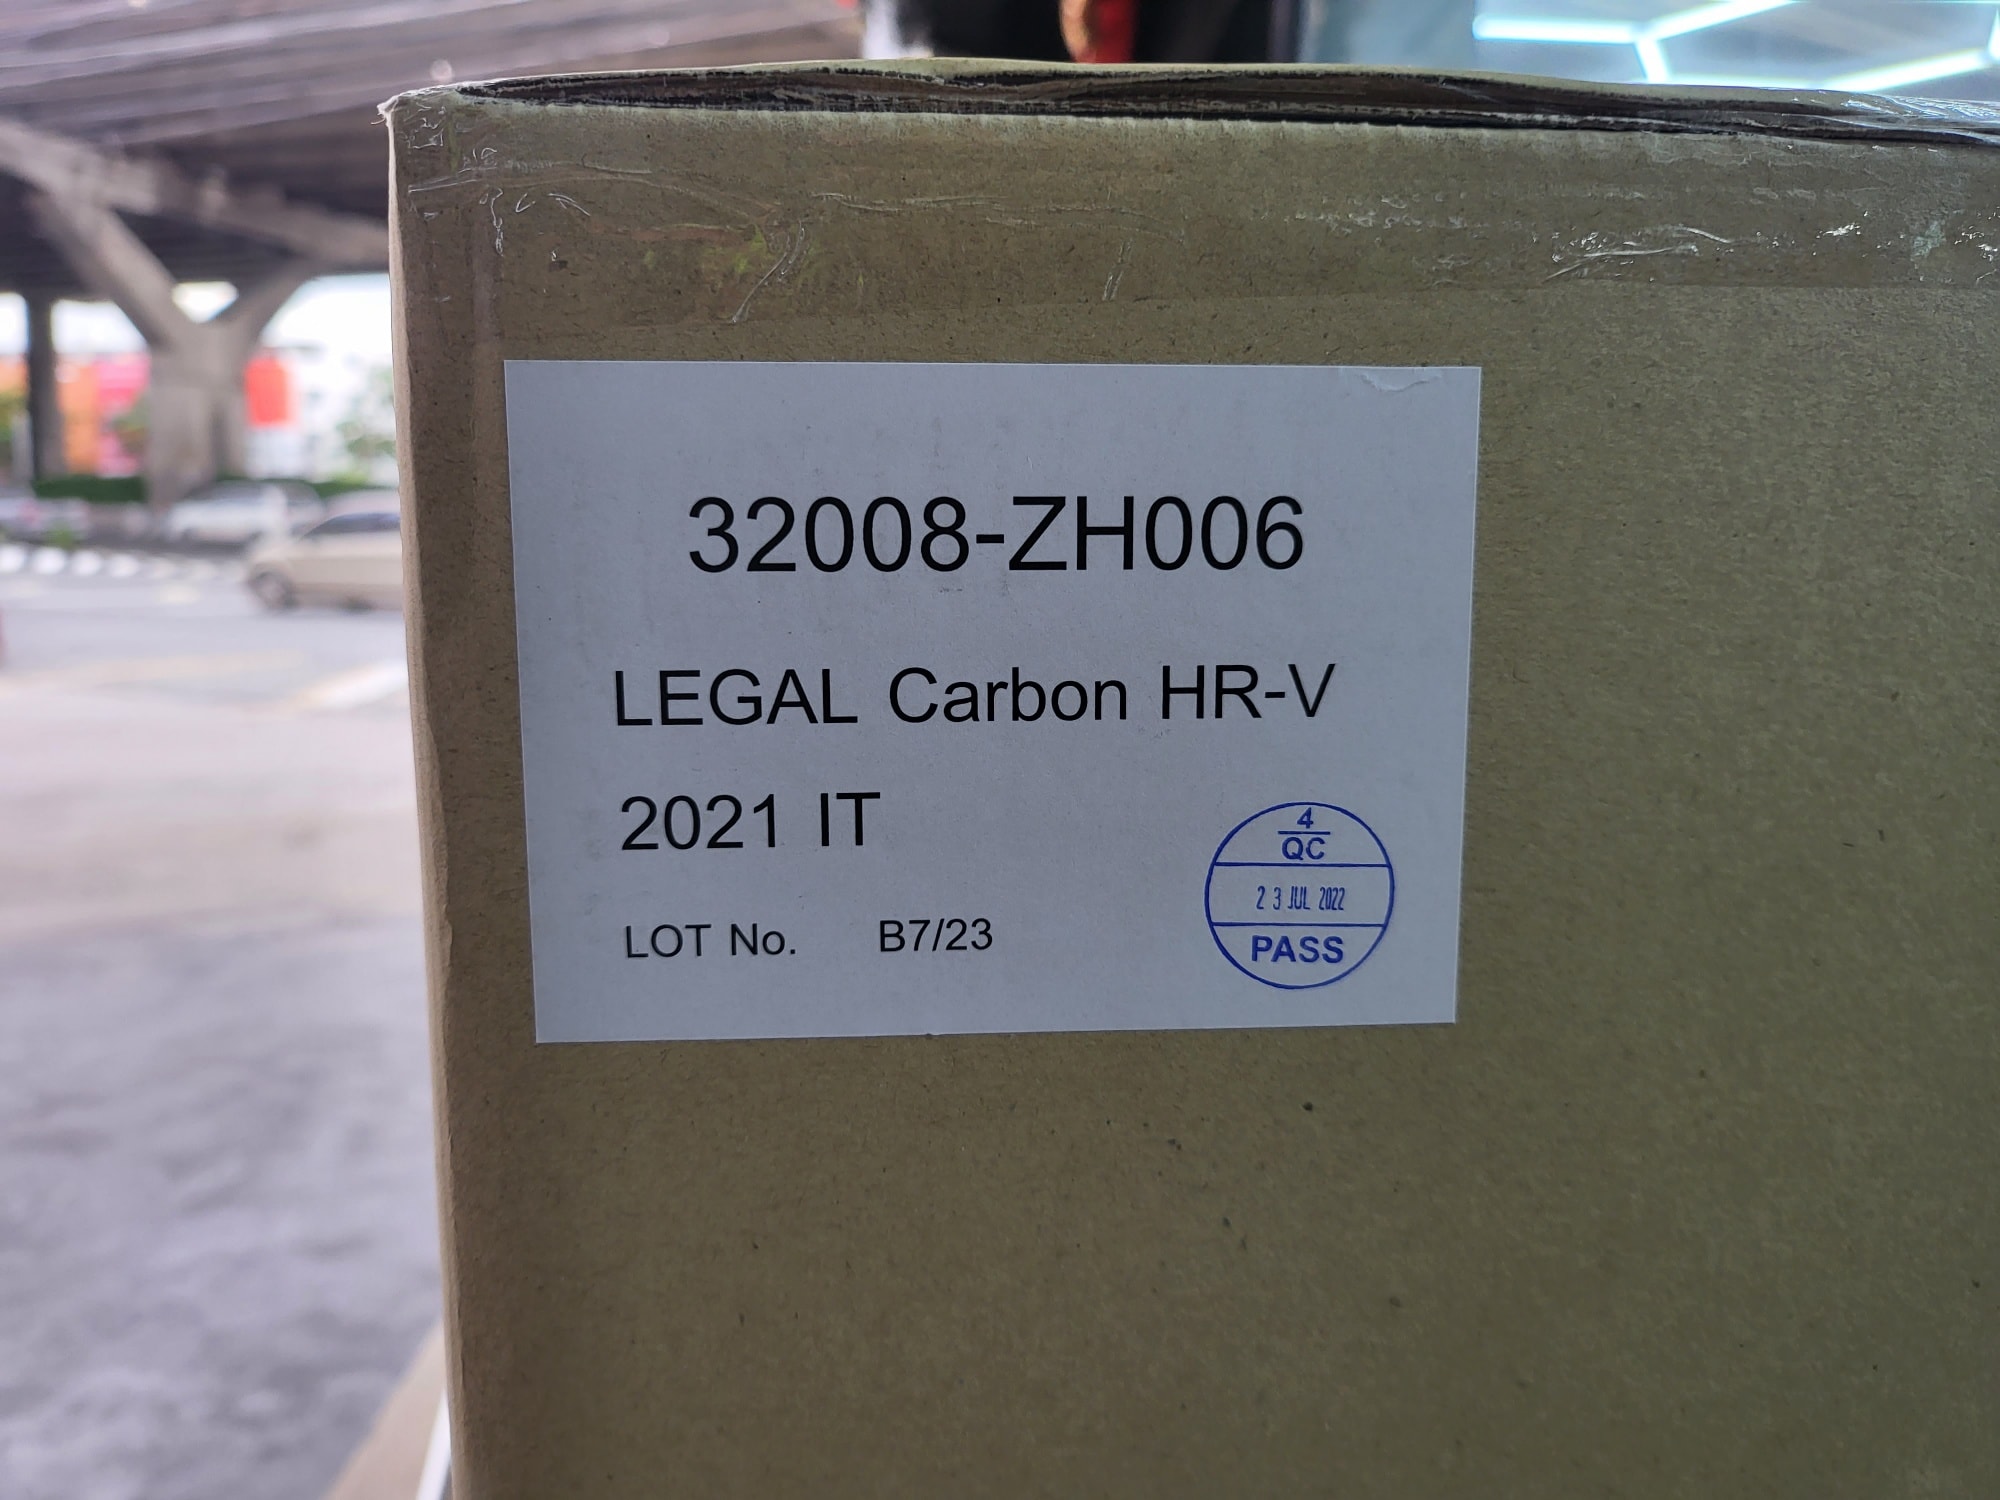 32008-ZH006
LEGAL Carbon HR-V
2021 IT
LOT No. B7/23
4
QC
23 JUL 2022
PASS